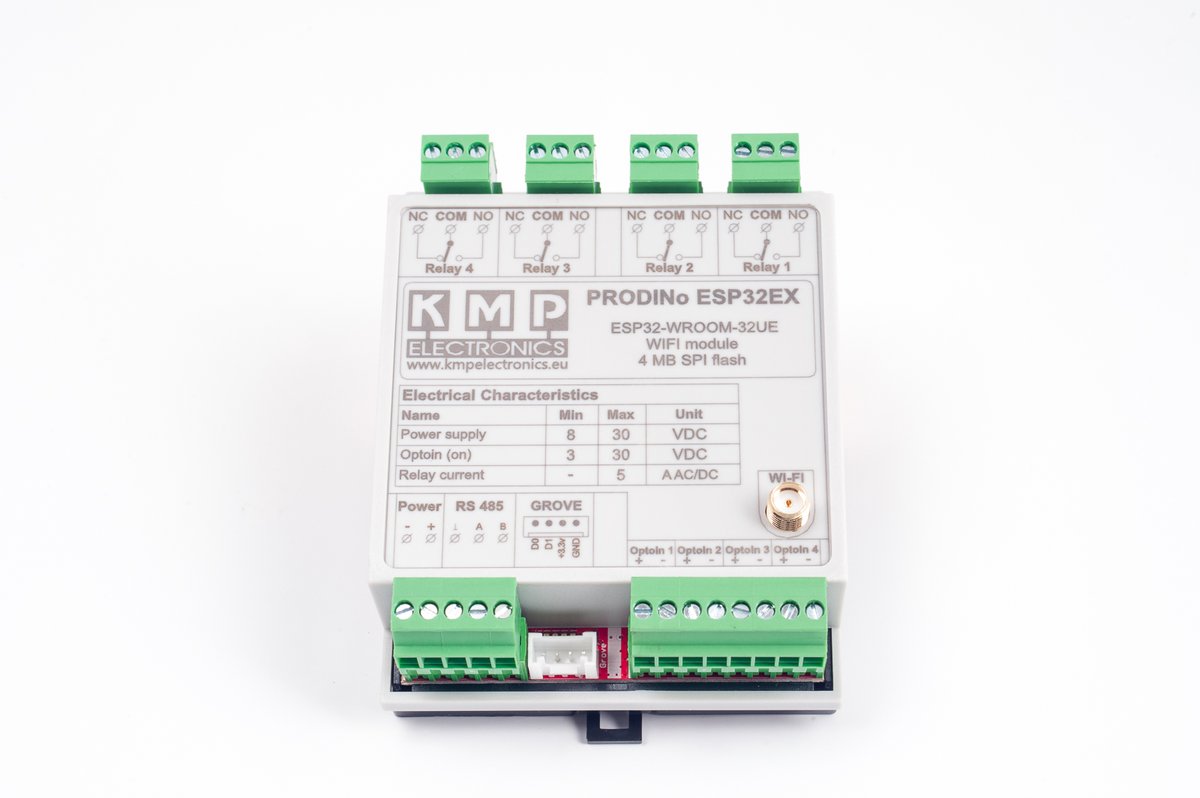 NC COM NO NC COM NO NC COM NO NC COM NO
Relay 4 Relay 3 Relay 2 Relay 1
KMP
ELECTRONICS
www.kmpelectronics.eu
PRODINo ESP32EX
ESP32-WROOM-32UE
WIFI module
4 MB SPI flash
Electrical Characteristics
Name Min Max Unit
Power supply 8 30 VDC
Optoin (on) 3 30 VDC
Relay current - 5 A AC/DC
WI-FI
Power RS 485 GROVE
- + ⊥ A B
D0 D1 +3.3v GND
OptoIn 1 OptoIn 2 OptoIn 3 OptoIn 4
+ - + - + - + -
Grove